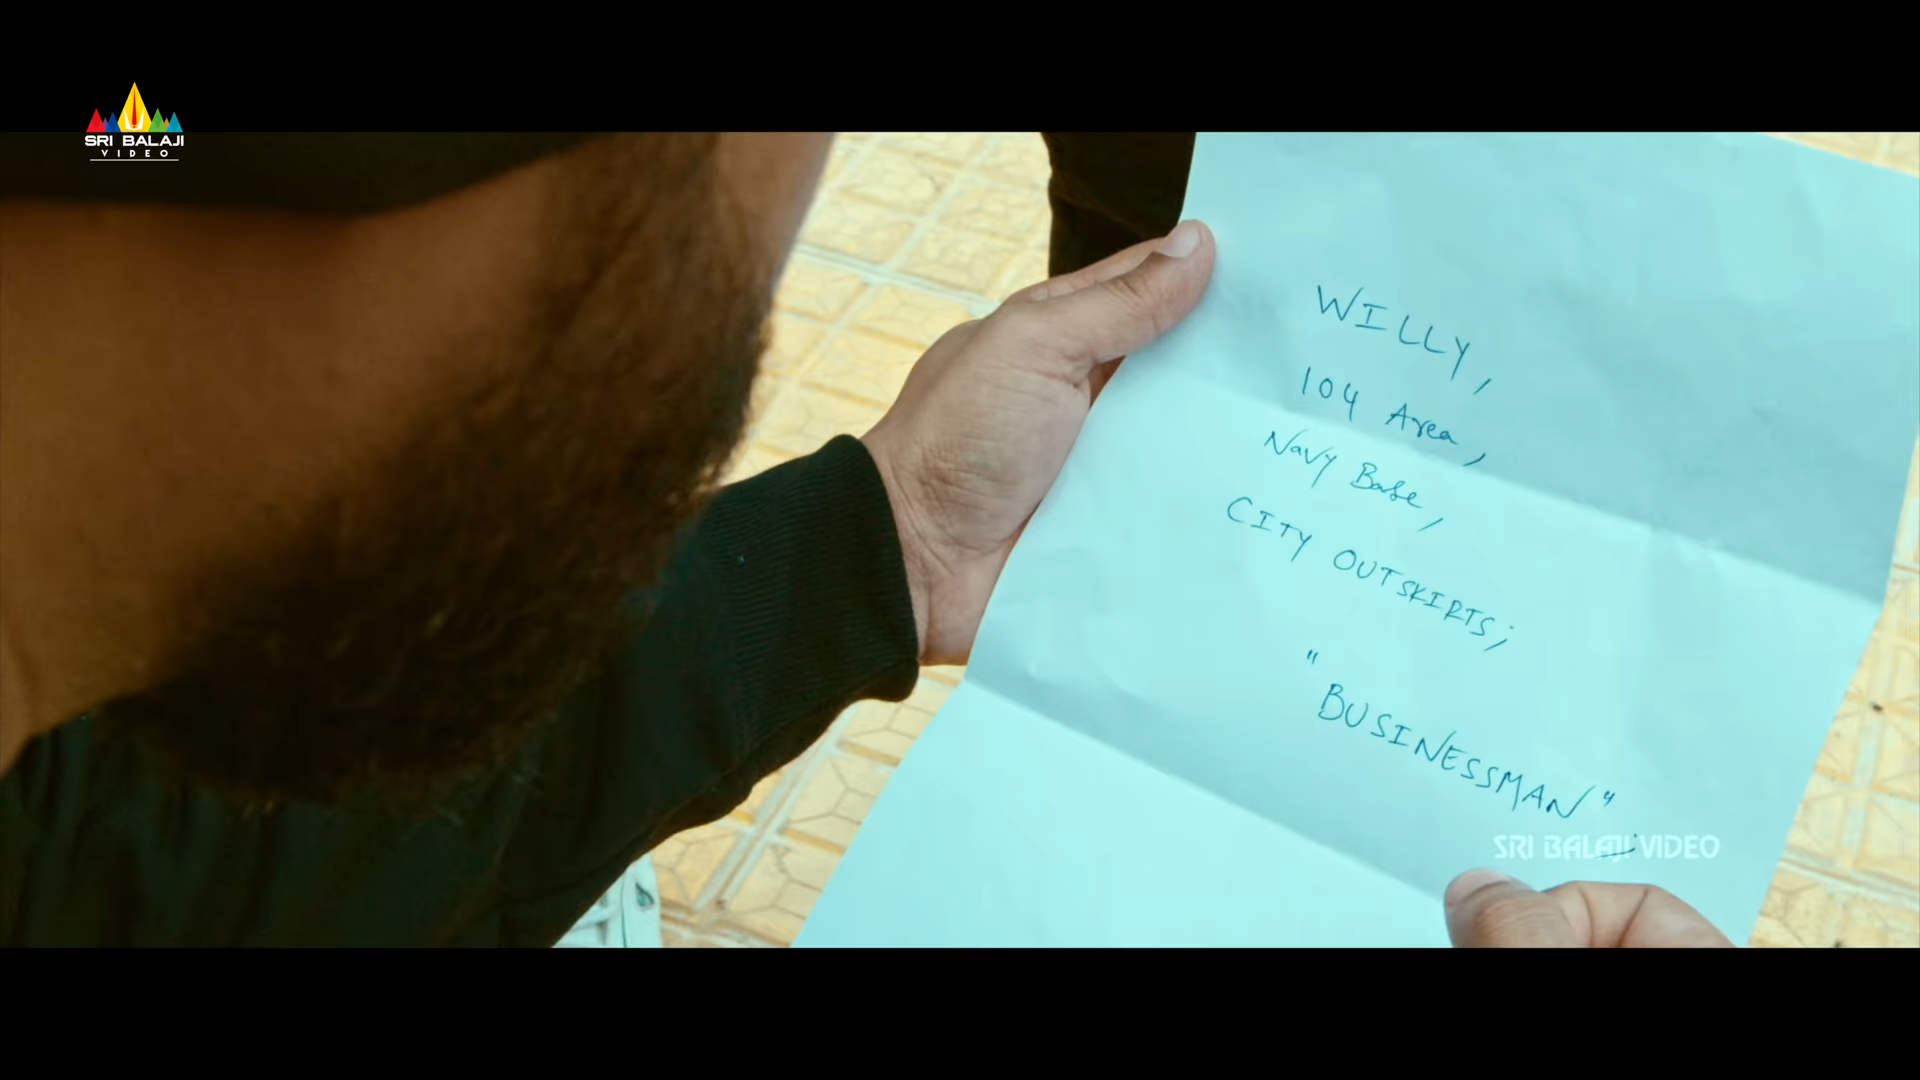 SRI BALAJI
VIDEO
WILLY,
104 Area,
Navy Base,
CITY OUTSKIRTS;
"BUSINESSMAN"
SRI BALAJI VIDEO